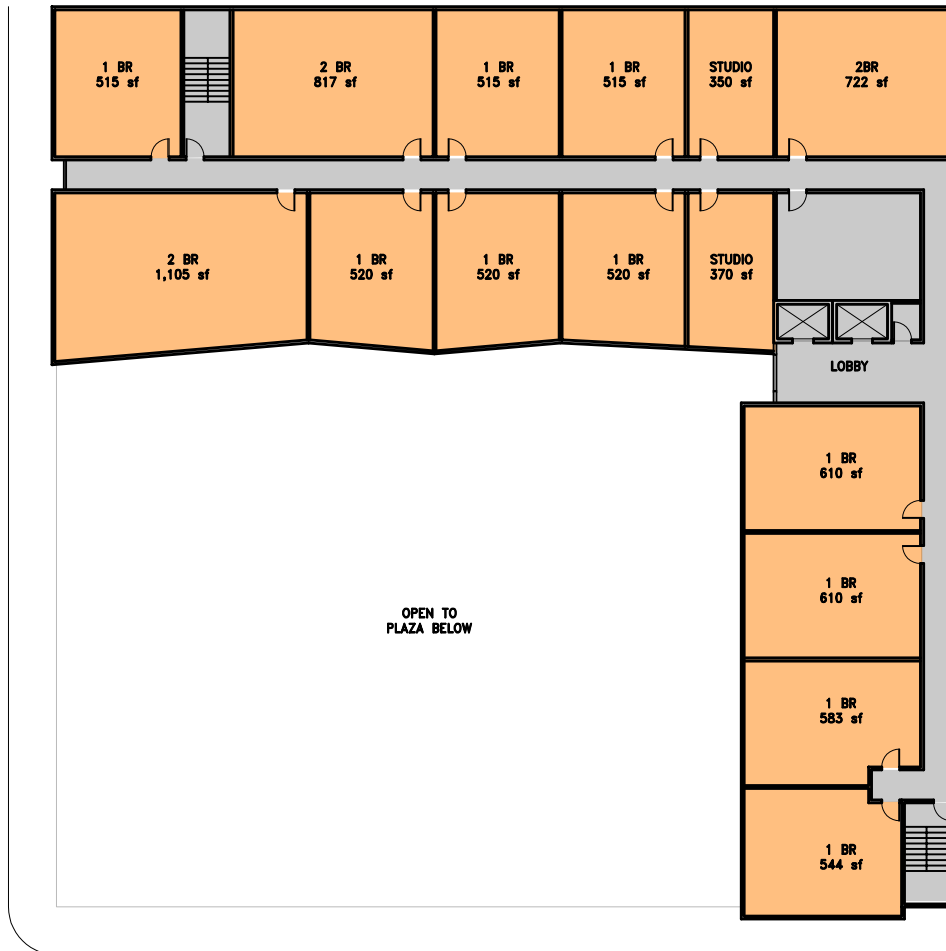 1 BR
515 sf
2 BR
817 sf
1 BR
515 sf
1 BR
515 sf
STUDIO
350 sf
2BR
722 sf
2 BR
1,105 sf
1 BR
520 sf
1 BR
520 sf
1 BR
520 sf
STUDIO
370 sf
LOBBY
1 BR
610 sf
1 BR
610 sf
OPEN TO
PLAZA BELOW
1 BR
583 sf
1 BR
544 sf